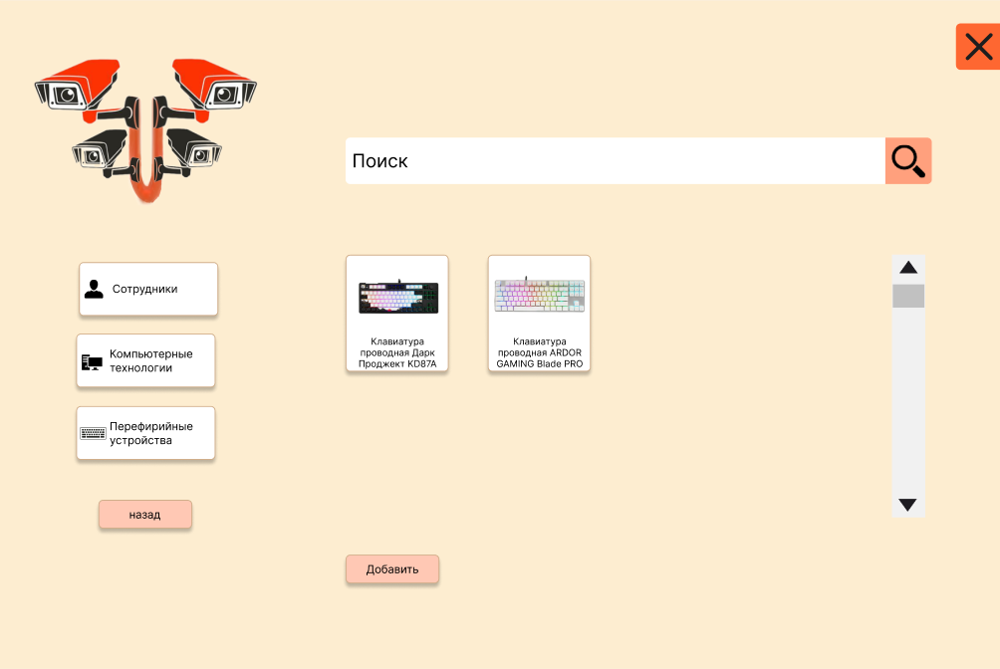 Поиск
Сотрудники
Компьютерные
технологии
Перефирийные
устройства
назад
Клавиатура
проводная Дарк
Проджект KD87A
Клавиатура
проводная ARDOR
GAMING Blade PRO
Добавить